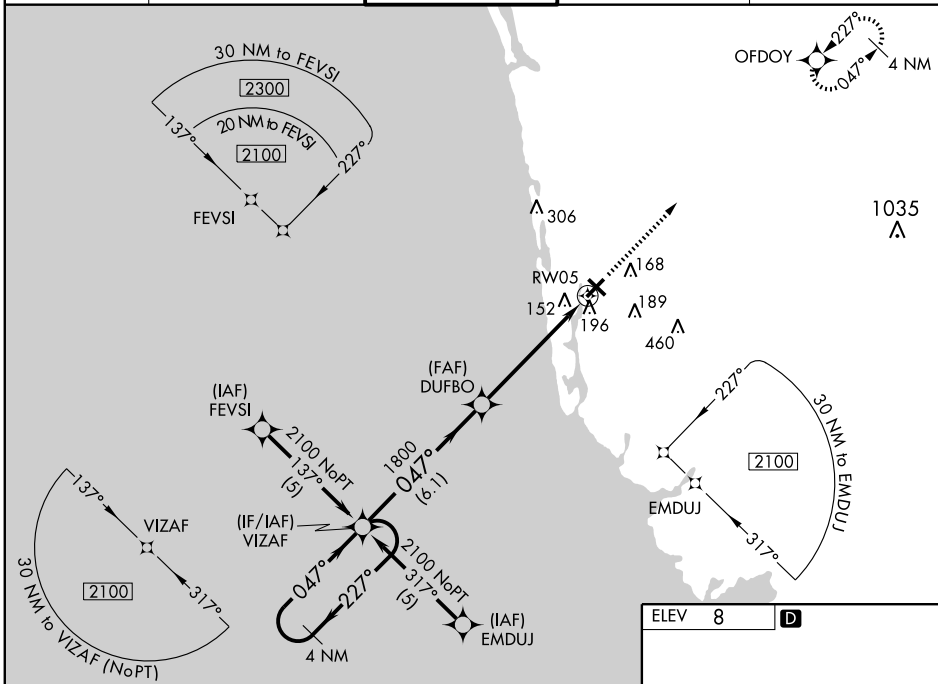 30 NM to FEVSI
2300
20 NM to FEVSI
2100
137°
227°
FEVSI
OFDOY
227°
047°
4 NM
306
1035
RW05
168
152
196
189
460
(FAF)
DUFBO
(IAF)
FEVSI
2100 NoPT
137°
(5)
1800
047°
(6.1)
227°
30 NM to EMDUJ
2100
EMDUJ
317°
137°
VIZAF
2100
317°
30 NM to VIZAF (NoPT)
(IF/IAF)
VIZAF
047°
227°
4 NM
2100 NoPT
317°
(5)
(IAF)
EMDUJ
ELEV 8
D